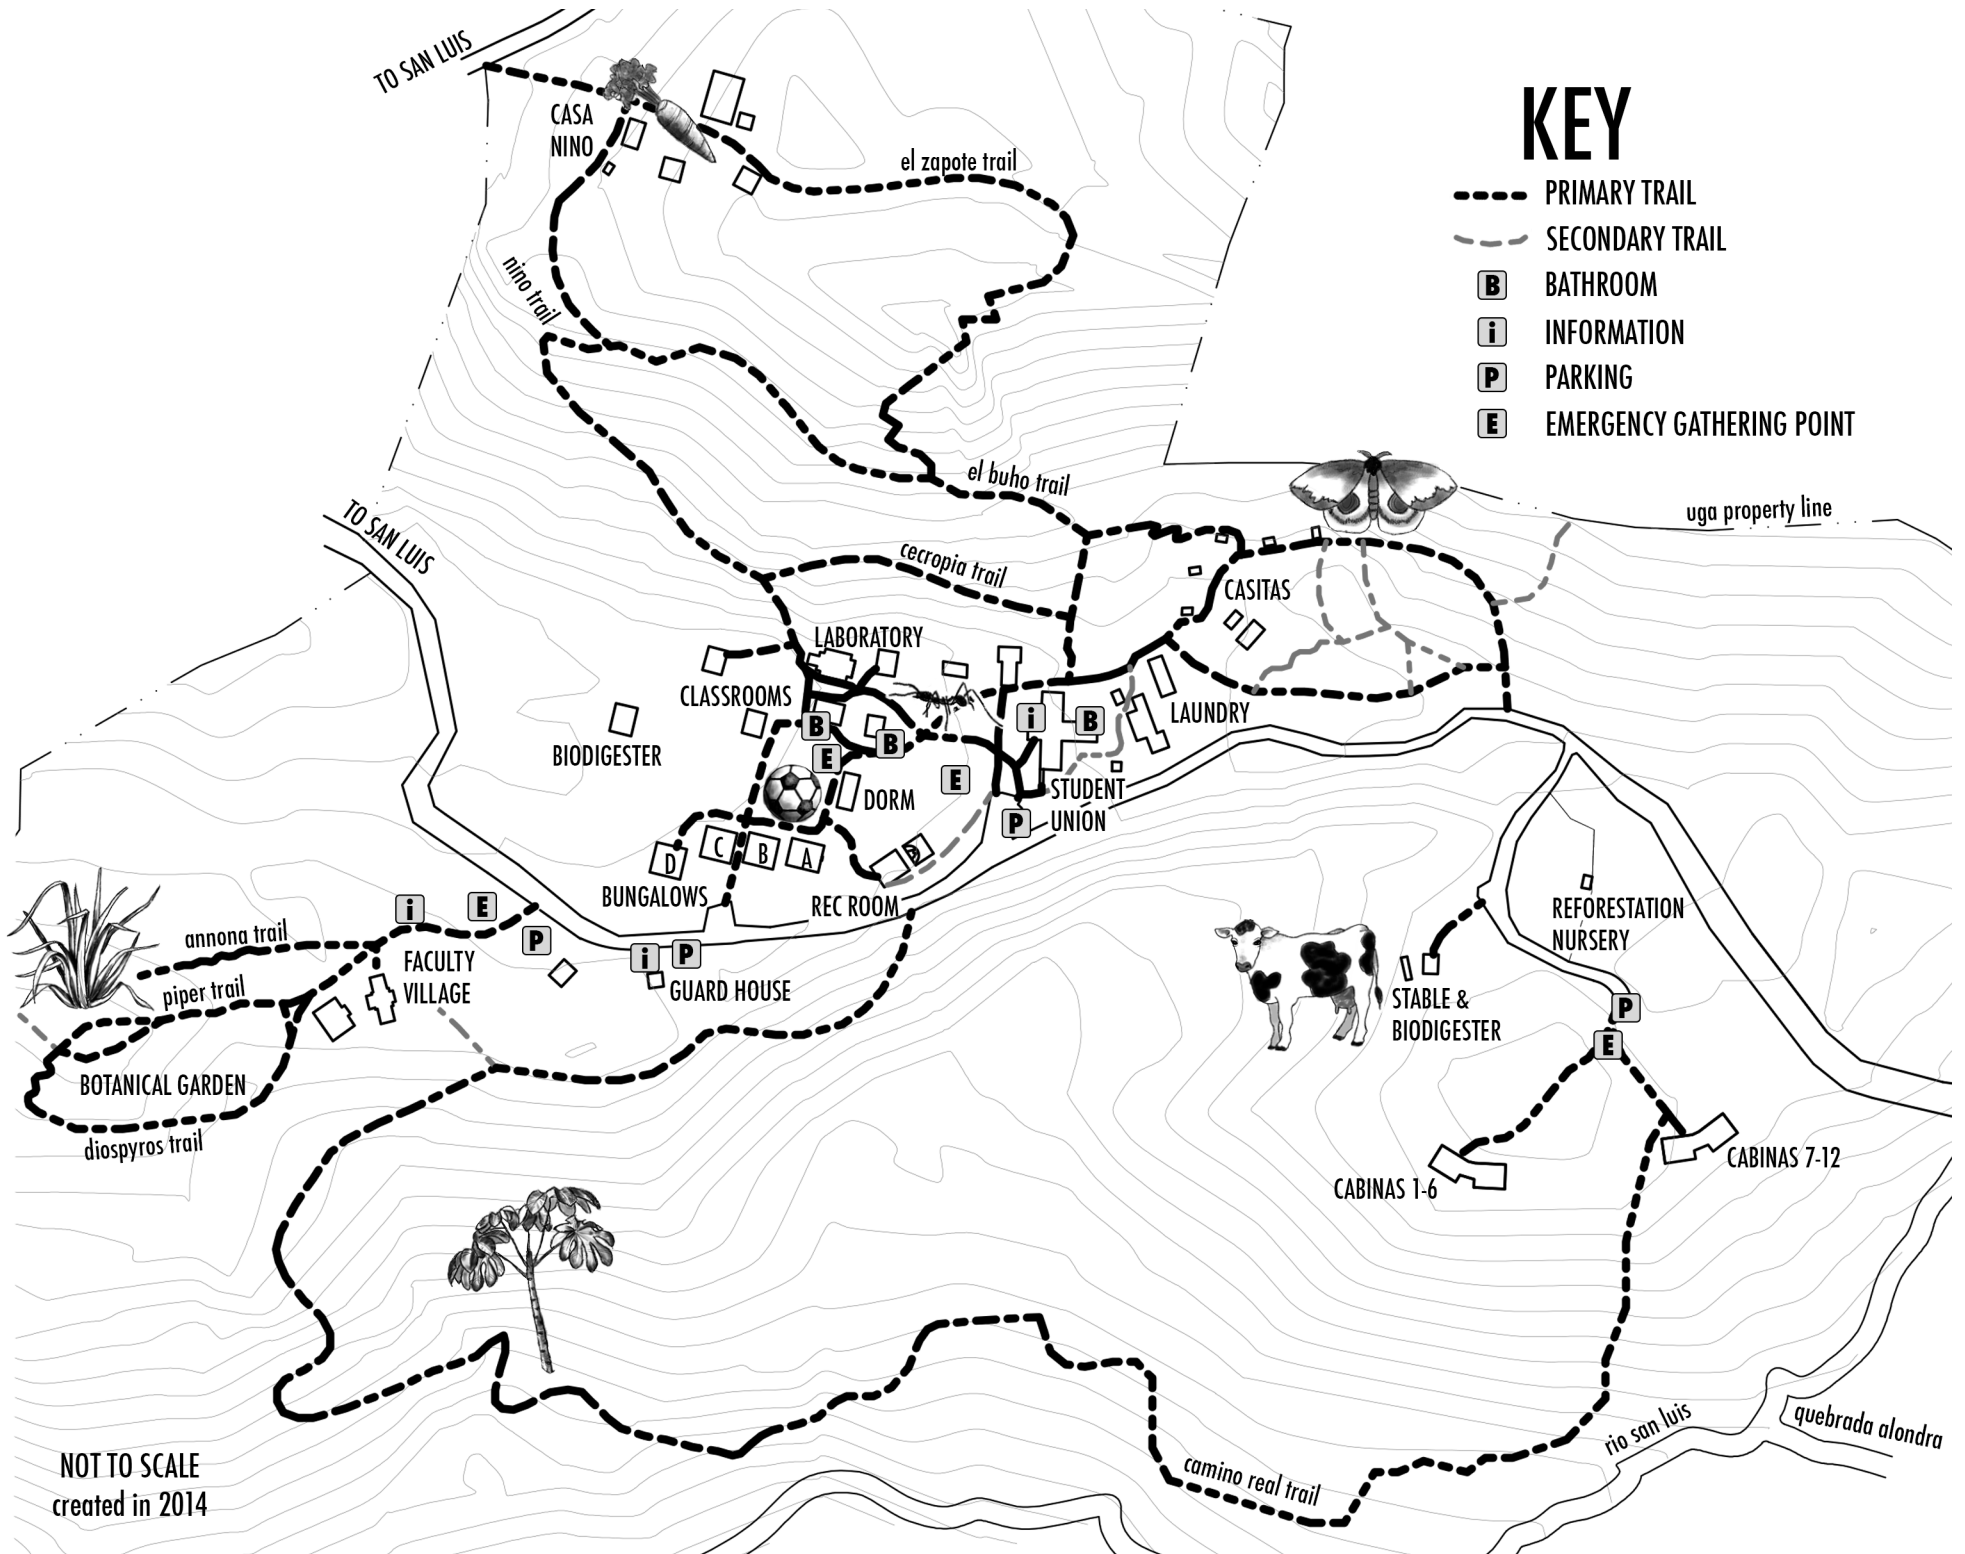 TO SAN LUIS
CASA
NINO
el zapote trail
KEY
PRIMARY TRAIL
SECONDARY TRAIL
B BATHROOM
i INFORMATION
P PARKING
E EMERGENCY GATHERING POINT
nino trail
el buho trail
uga property line
TO SAN LUIS
cecropia trail
CASITAS
LABORATORY
CLASSROOMS
i
B
LAUNDRY
B
B
E
BIODIGESTER
E
DORM
STUDENT
UNION
P
D
C
B
A
BUNGALOWS
REC ROOM
REFORESTATION
NURSERY
i
E
P
annona trail
i
P
GUARD HOUSE
FACULTY
VILLAGE
piper trail
STABLE &
BIODIGESTER
P
E
BOTANICAL GARDEN
diospyros trail
CABINAS 7-12
CABINAS 1-6
rio san luis
quebrada alondra
camino real trail
NOT TO SCALE
created in 2014